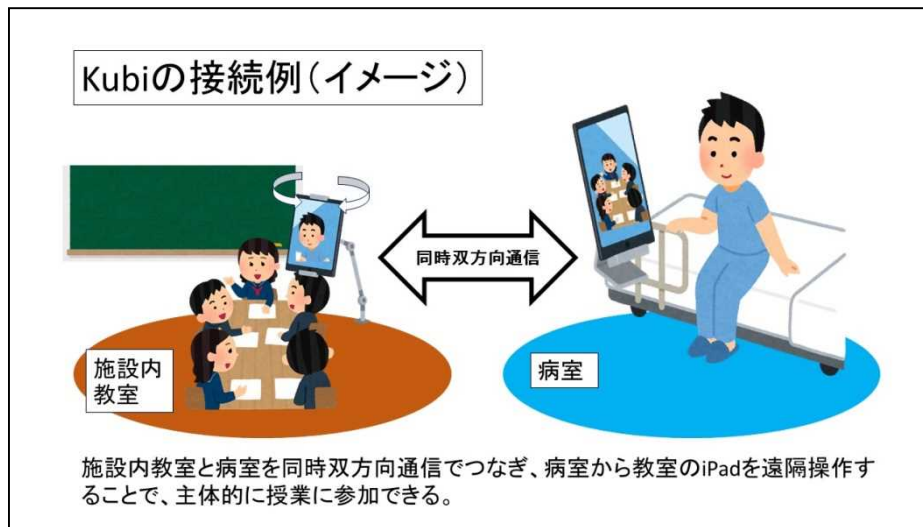 Kubiの接続例(イメージ)
同時双方向通信
施設内
教室
病室
施設内教室と病室を同時双方向通信でつなぎ、病室から教室のiPadを遠隔操作す
ることで、主体的に授業に参加できる。